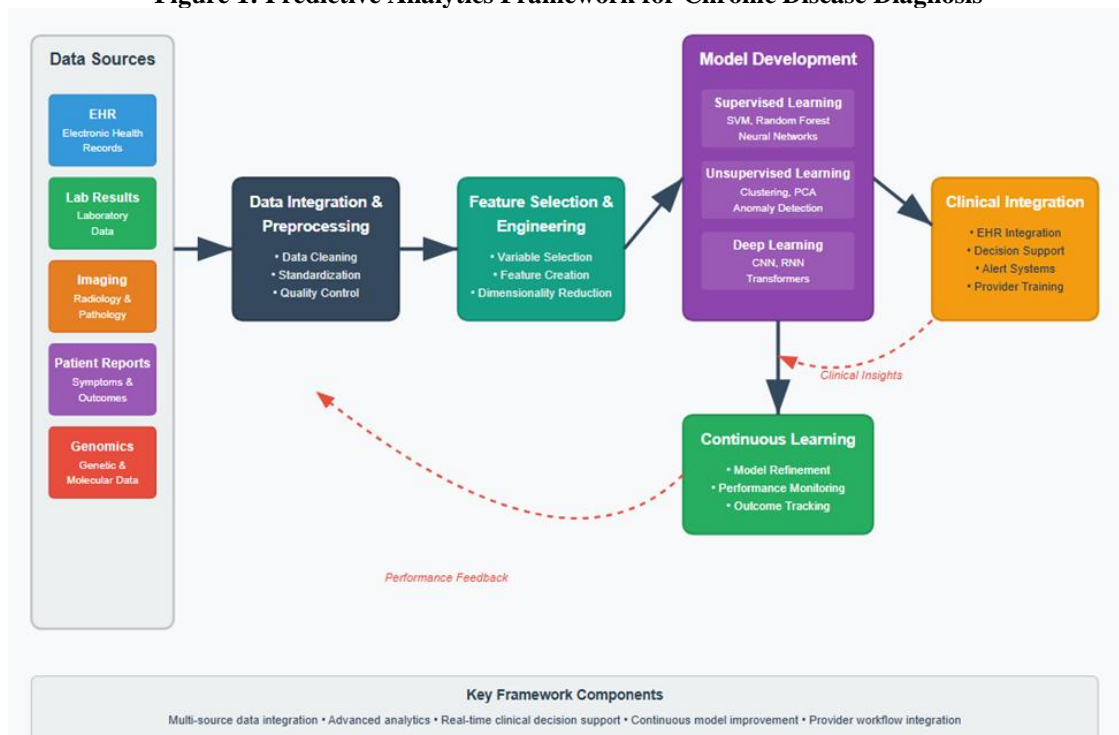 Figure 1: Predictive Analytics Framework for Chronic Disease Diagnosis
Data Sources
EHR
Electronic Health
Records
Lab Results
Laboratory
Data
Imaging
Radiology &
Pathology
Patient Reports
Symptoms &
Outcomes
Genomics
Genetic &
Molecular Data
Data Integration &
Preprocessing
• Data Cleaning
• Standardization
• Quality Control
Feature Selection &
Engineering
• Variable Selection
• Feature Creation
• Dimensionality Reduction
Model Development
Supervised Learning
SVM, Random Forest
Neural Networks
Unsupervised Learning
Clustering, PCA
Anomaly Detection
Deep Learning
CNN, RNN
Transformers
Clinical Integration
• EHR Integration
• Decision Support
• Alert Systems
• Provider Training
Clinical Insights
Continuous Learning
• Model Refinement
• Performance Monitoring
• Outcome Tracking
Performance Feedback
Key Framework Components
Multi-source data integration • Advanced analytics • Real-time clinical decision support • Continuous model improvement • Provider workflow integration